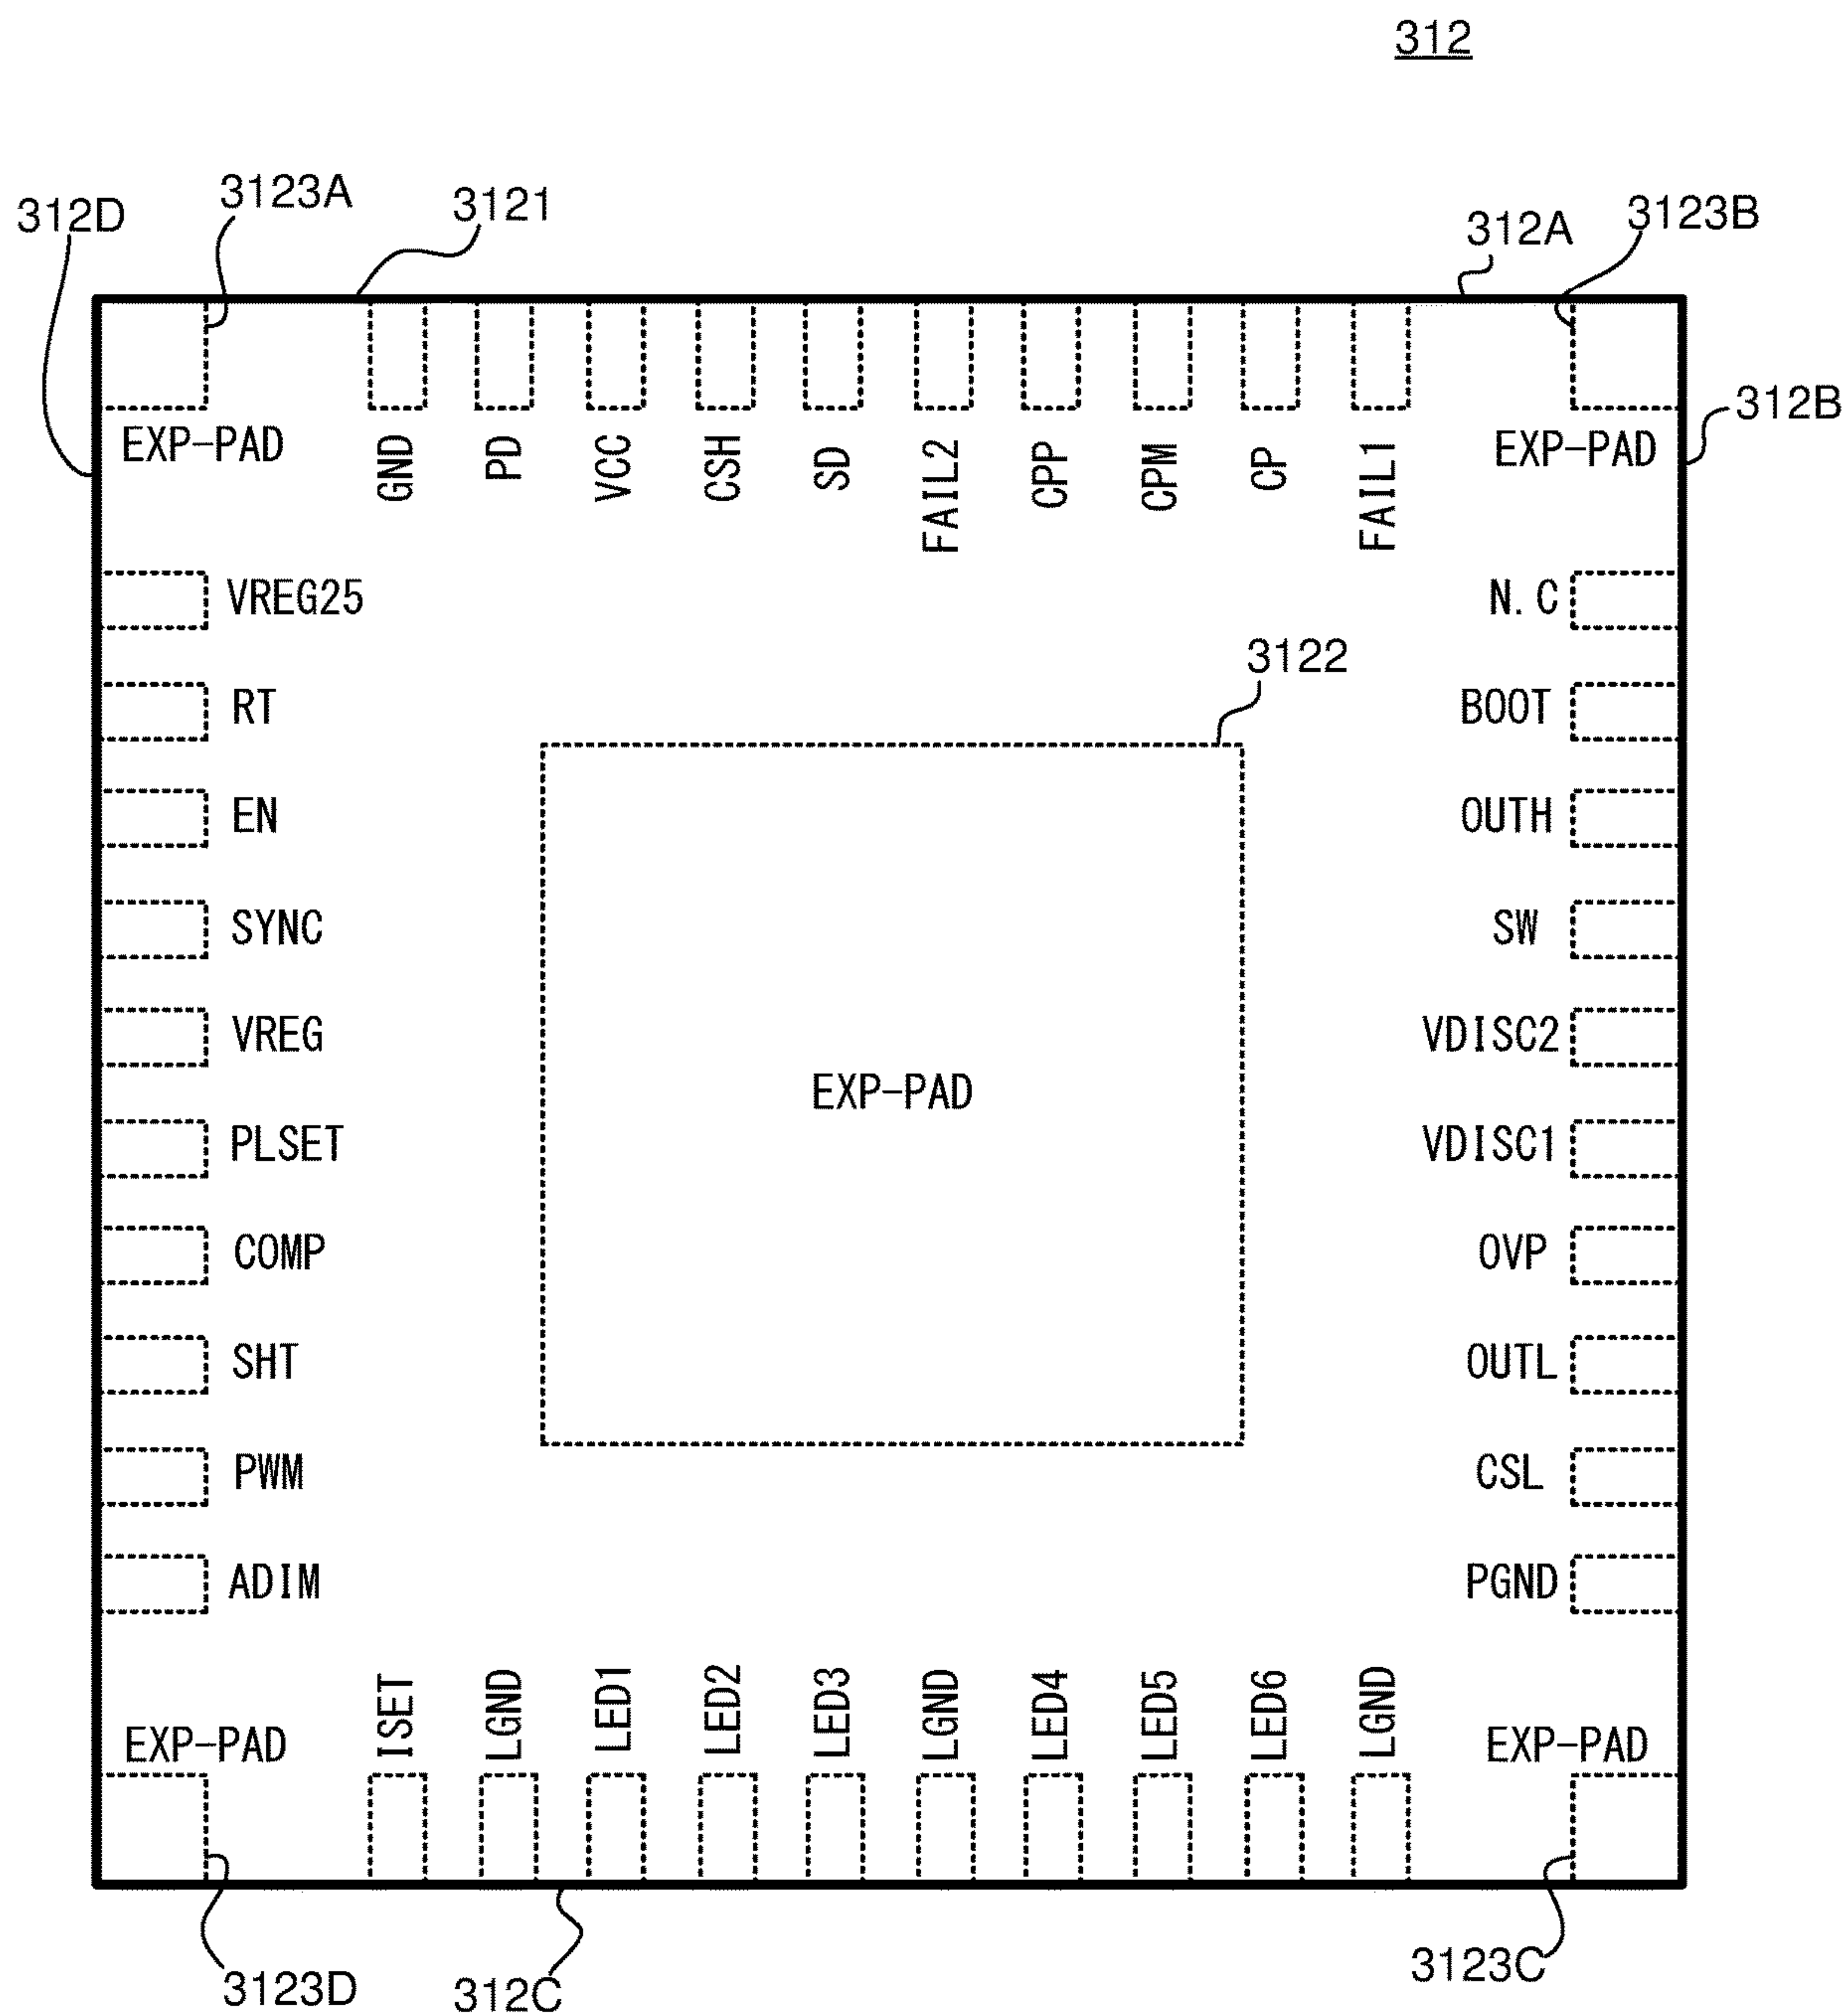 312
312D
3123A
3121
312A
3123B
312B
EXP-PAD
GND
PD
VCC
CSH
SD
FAIL2
CPP
CPM
CP
FAIL1
EXP-PAD
VREG25
N.C
3122
RT
BOOT
EN
OUTH
SYNC
SW
VREG
VDISC2
EXP-PAD
PLSET
VDISC1
COMP
OVP
SHT
OUTL
PWM
CSL
ADIM
PGND
EXP-PAD
ISET
LGND
LED1
LED2
LED3
LGND
LED4
LED5
LED6
LGND
EXP-PAD
3123D
312C
3123C